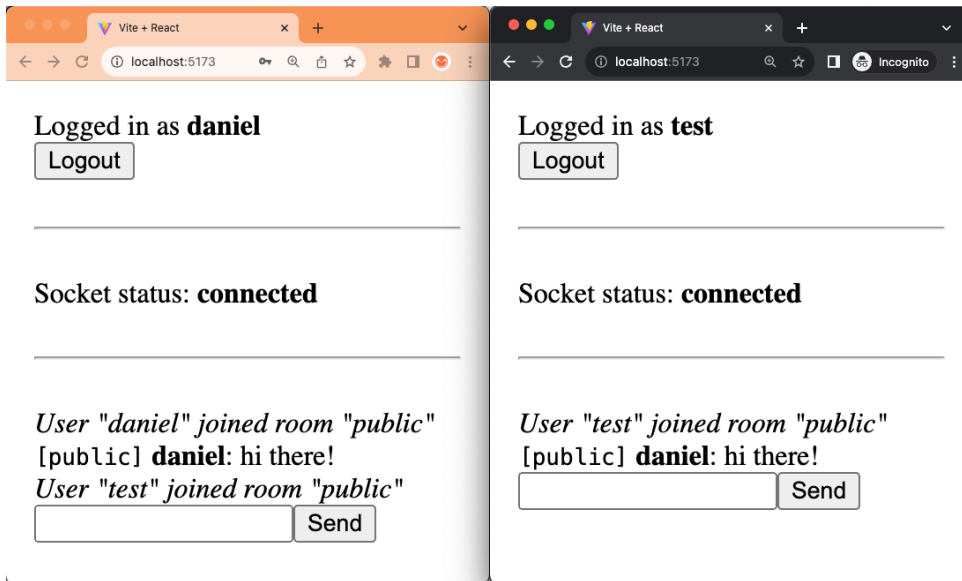 Vite + React
localhost:5173
Logged in as daniel
Logout
Socket status: connected
User "daniel" joined room "public"
[public] daniel: hi there!
User "test" joined room "public"
Send
Vite + React
localhost:5173
Incognito
Logged in as test
Logout
Socket status: connected
User "test" joined room "public"
[public] daniel: hi there!
Send